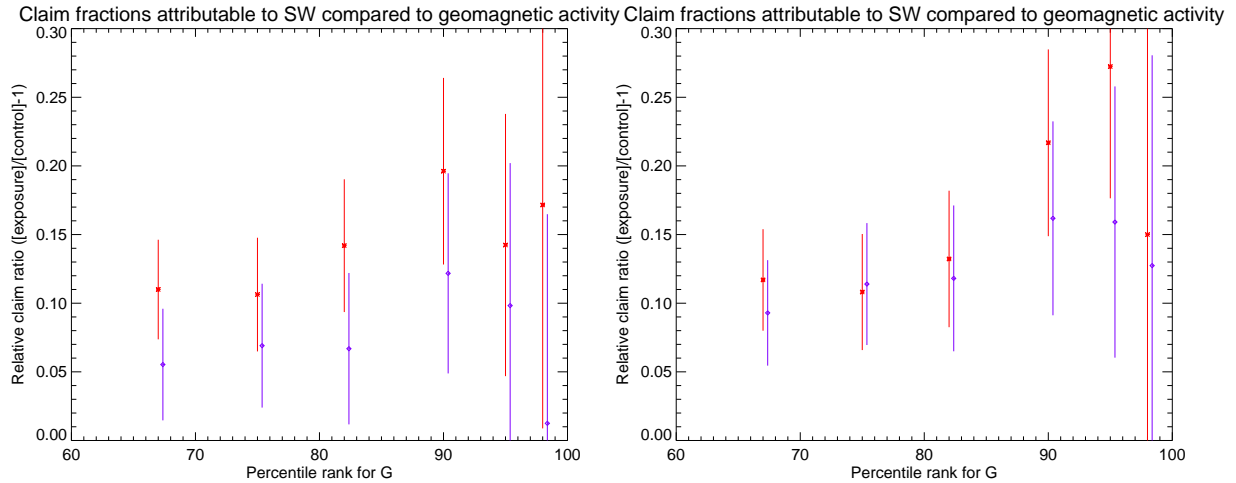 Claim fractions attributable to SW compared to geomagnetic activity
Relative claim ratio ([exposure]/[control]-1)
0.30
0.25
0.20
0.15
0.10
0.05
0.00
60 70 80 90 100
Percentile rank for G
Claim fractions attributable to SW compared to geomagnetic activity
Relative claim ratio ([exposure]/[control]-1)
0.30
0.25
0.20
0.15
0.10
0.05
0.00
60 70 80 90 100
Percentile rank for G